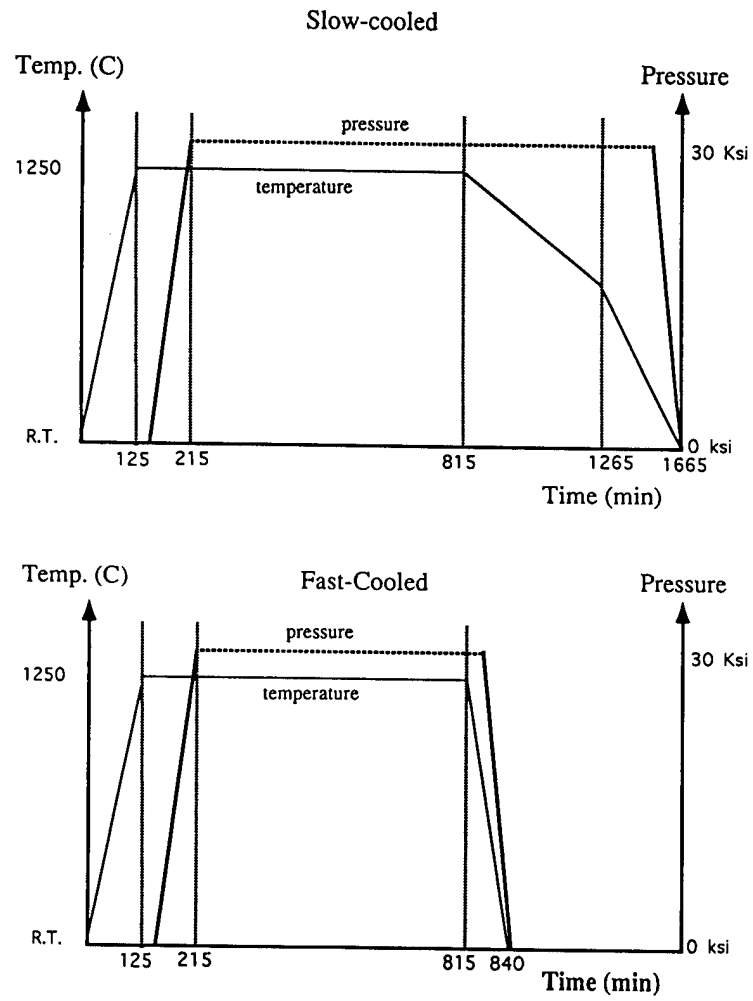 Slow-cooled
Temp. (C)
Pressure
pressure
30 Ksi
1250
temperature
R.T.
0 ksi
125 215 815 1265 1665
Time (min)
Temp. (C)
Fast-Cooled
Pressure
pressure
30 Ksi
1250
temperature
R.T.
0 ksi
125 215 815 840
Time (min)